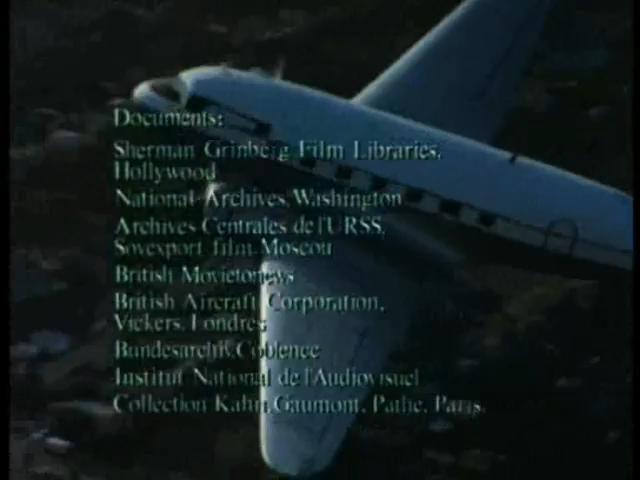 Documents:
Sherman Grinberg Film Libraries,
Hollywood
National Archives, Washington
Archives Centrales de l'URSS,
Sovexport film, Moscou
British Movietonews
British Aircraft Corporation,
Vickers, Londres
Bundesarchiv, Coblence
Institut National de l'Audiovisuel
Collection Kahn, Gaumont, Pathe, Paris.